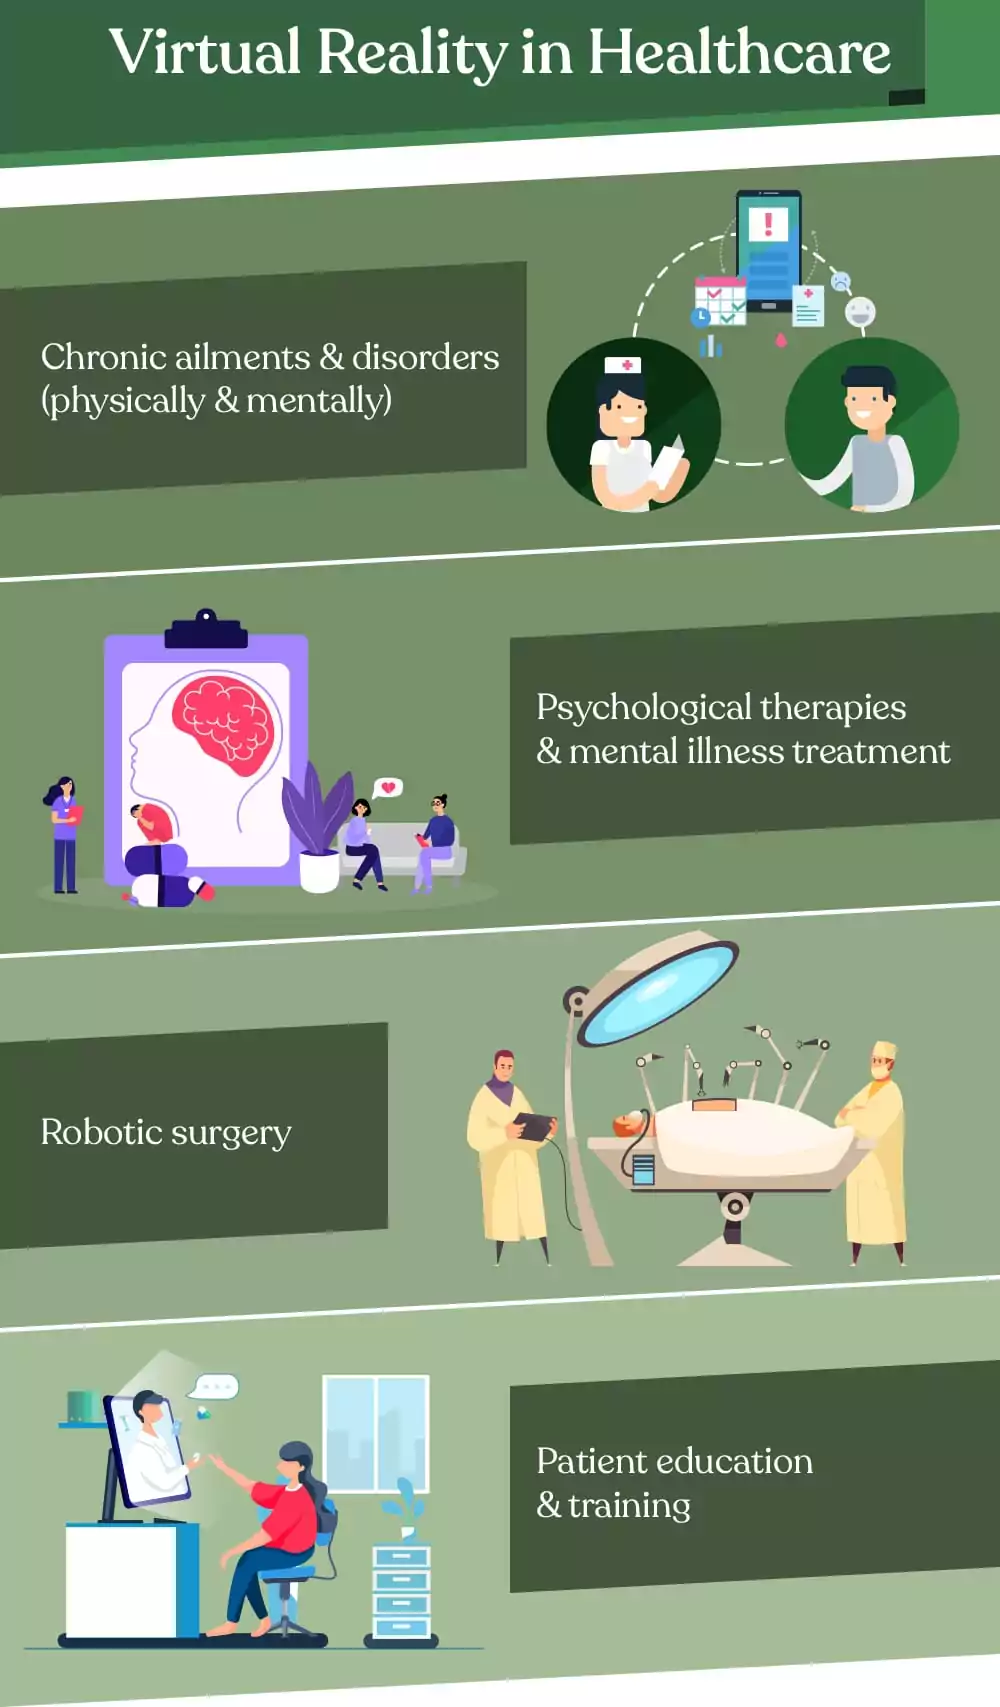 Virtual Reality in Healthcare
Chronic ailments & disorders
(physically & mentally)
Psychological therapies
& mental illness treatment
Robotic surgery
Patient education
& training